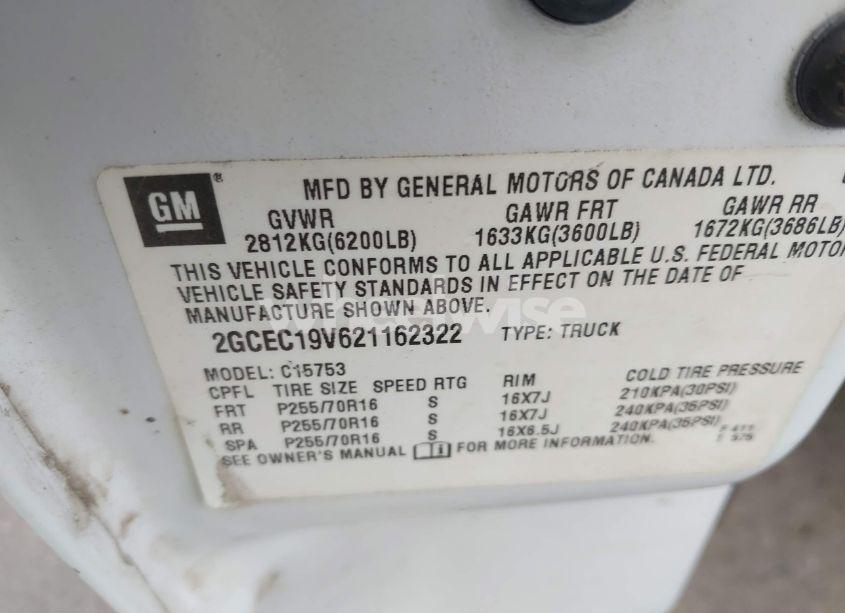 GM ®
MFD BY GENERAL MOTORS OF CANADA LTD.
GVWR GAWR FRT GAWR RR
2812KG(6200LB) 1633KG(3600LB) 1672KG(3686LB)
THIS VEHICLE CONFORMS TO ALL APPLICABLE U.S. FEDERAL MOTOR
VEHICLE SAFETY STANDARDS IN EFFECT ON THE DATE OF
MANUFACTURE SHOWN ABOVE.
2GCEC19V621162322 TYPE: TRUCK
MODEL: C15753
CPFL TIRE SIZE SPEED RTG RIM COLD TIRE PRESSURE
FRT P255/70R16 S 16X7J 210KPA(30PSI)
RR P255/70R16 S 16X7J 240KPA(35PSI)
SPA P255/70R16 S 16X6.5J 240KPA(35PSI)
SEE OWNER'S MANUAL FOR MORE INFORMATION.